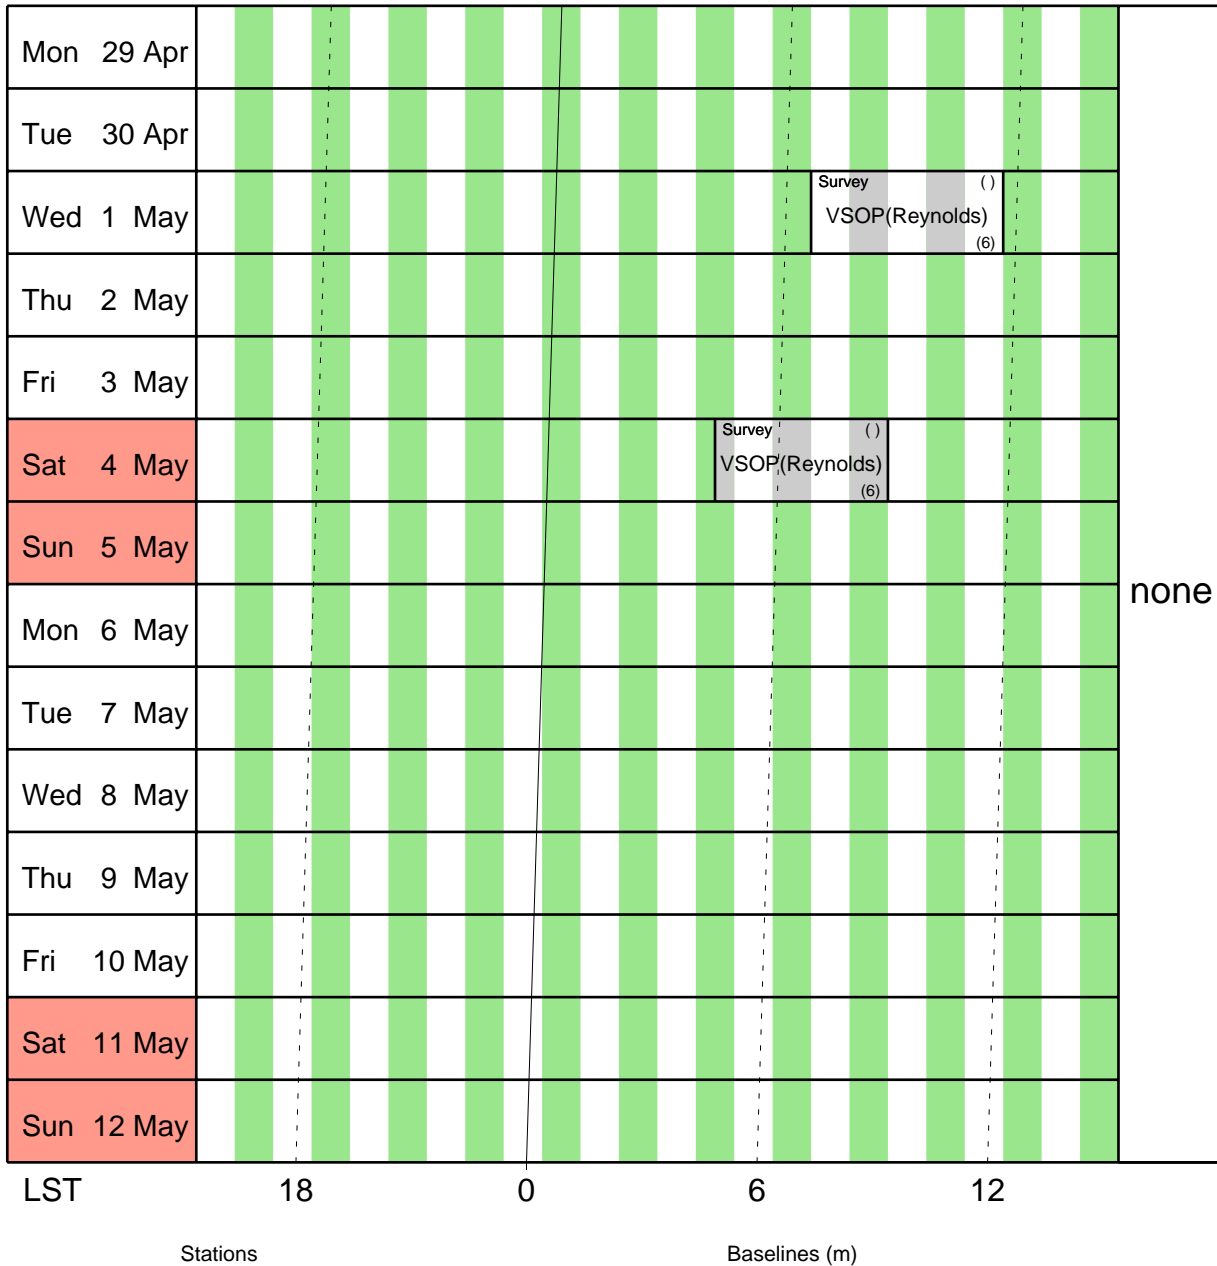 Mon 29 Apr
Tue 30 Apr
Wed 1 May
Survey ( )
VSOP(Reynolds)
(6)
Thu 2 May
Fri 3 May
Sat 4 May
Survey ( )
VSOP(Reynolds)
(6)
Sun 5 May
none
Mon 6 May
Tue 7 May
Wed 8 May
Thu 9 May
Fri 10 May
Sat 11 May
Sun 12 May
LST 18 0 6 12
Stations Baselines (m)